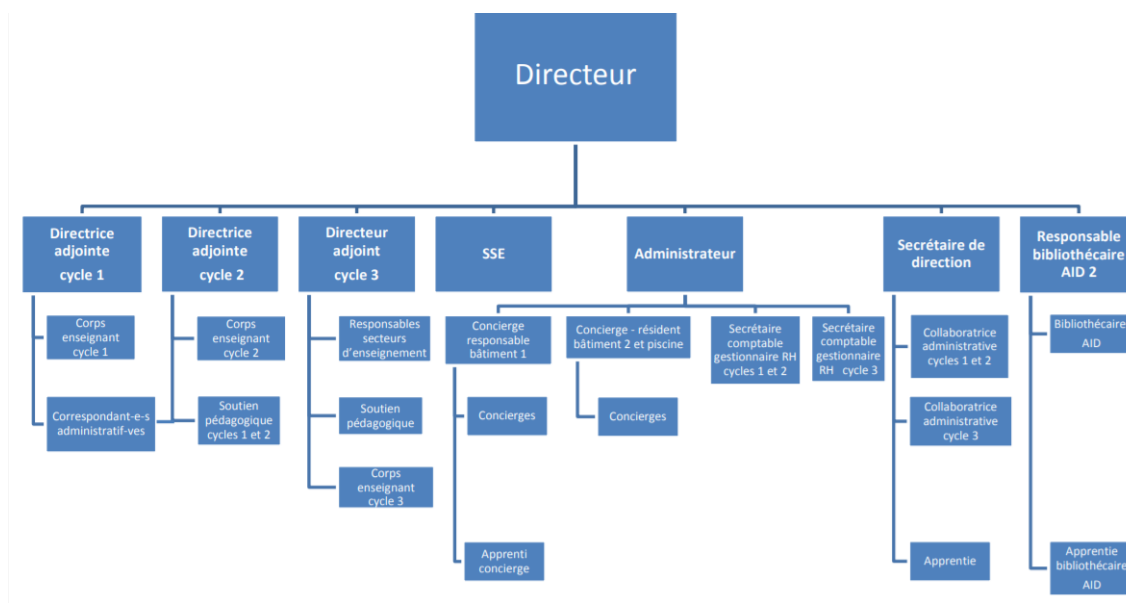 Directeur
Directrice
adjointe
cycle 1
Directrice
adjointe
cycle 2
Directeur
adjoint
cycle 3
SSE
Administrateur
Secrétaire de
direction
Responsable
bibliothécaire
AID 2
Corps
enseignant
cycle 1
Correspondant-e-s
administratif-ves
Corps
enseignant
cycle 2
Soutien
pédagogique
cycles 1 et 2
Responsables
secteurs
d'enseignement
Soutien
pédagogique
Corps
enseignant
cycle 3
Concierge
responsable
bâtiment 1
Concierges
Apprenti
concierge
Concierge - résident
bâtiment 2 et piscine
Concierges
Secrétaire
comptable
gestionnaire RH
cycles 1 et 2
Secrétaire
comptable
gestionnaire
RH cycle 3
Collaboratrice
administrative
cycles 1 et 2
Collaboratrice
administrative
cycle 3
Apprentie
Bibliothécaire
AID
Apprentie
bibliothécaire
AID